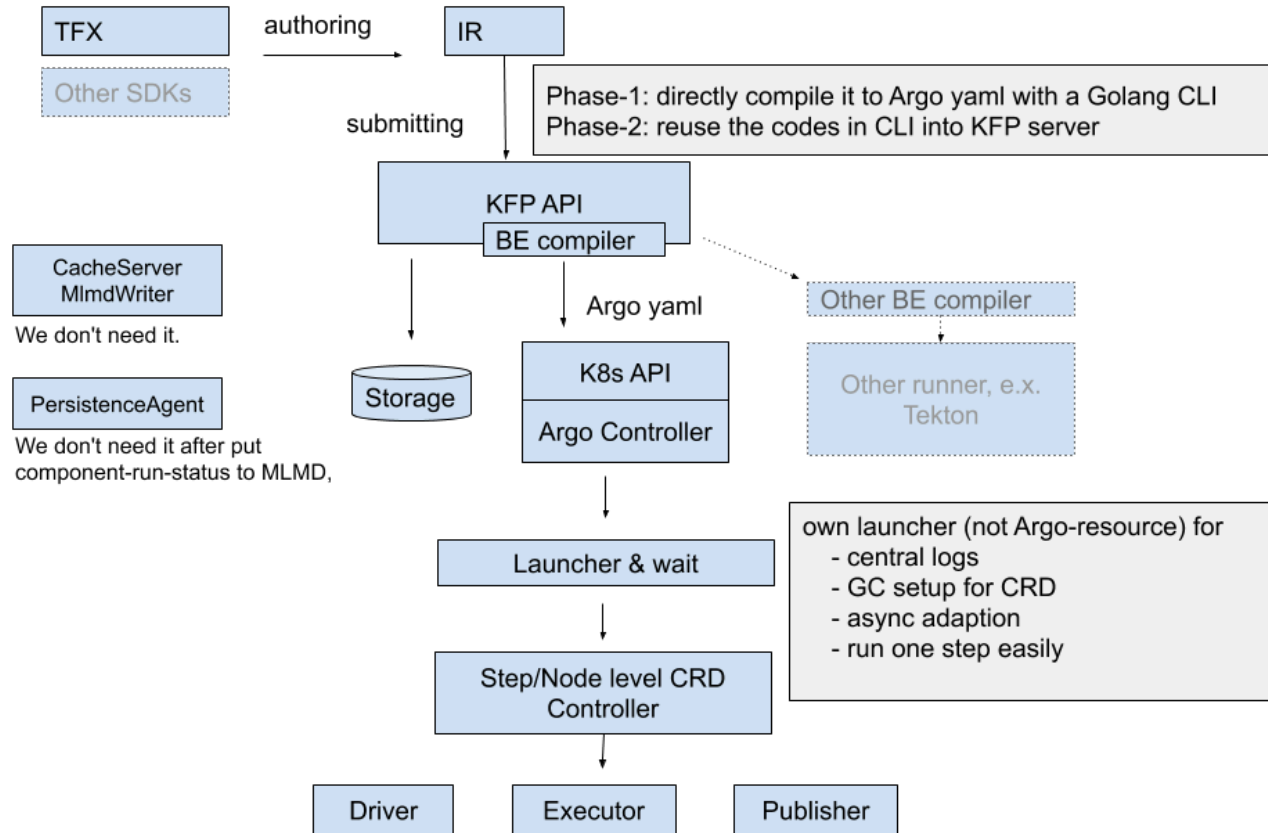 TFX
authoring
IR
Other SDKs
submitting
Phase-1: directly compile it to Argo yaml with a Golang CLI
Phase-2: reuse the codes in CLI into KFP server
KFP API
BE compiler
CacheServer
MlmdWriter
We don't need it.
Argo yaml
Other BE compiler
PersistenceAgent
We don't need it after put
component-run-status to MLMD,
Storage
K8s API
Argo Controller
Other runner, e.x.
Tekton
Launcher & wait
own launcher (not Argo-resource) for
- central logs
- GC setup for CRD
- async adaption
- run one step easily
Step/Node level CRD
Controller
Driver
Executor
Publisher